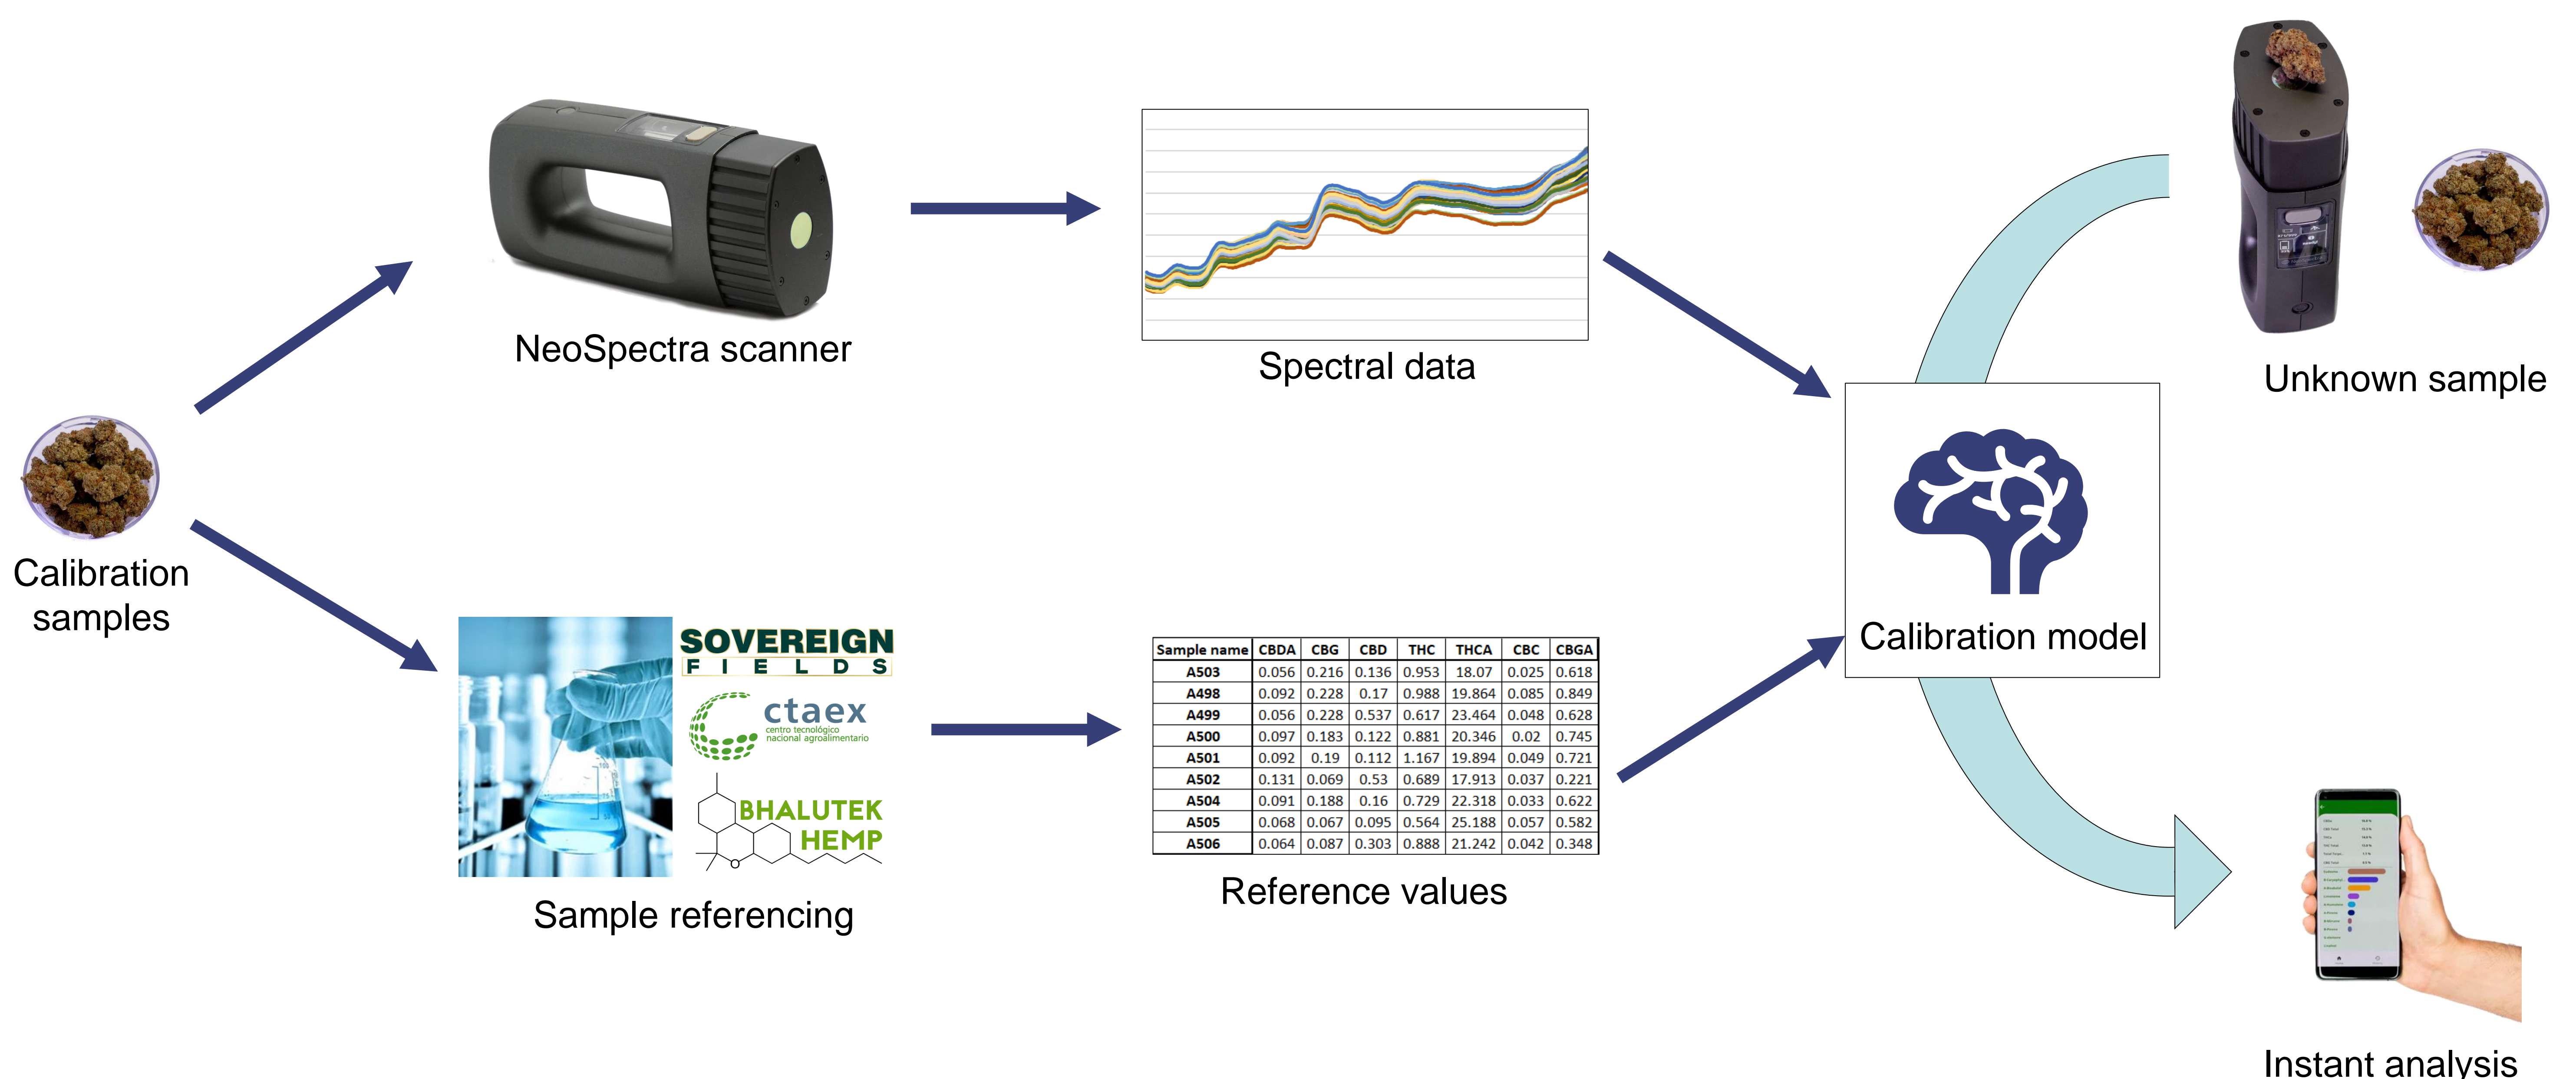 NeoSpectra scanner
Spectral data
Unknown sample
Calibration
samples
SOVEREIGN
FIELDS
ctaex
centro tecnológico
nacional agroalimentario
BHALUTEK
HEMP
O
Sample referencing
Sample name CBDA CBG CBD THC THCA CBC CBGA
A503 0.056 0.216 0.136 0.953 18.07 0.025 0.618
A498 0.092 0.228 0.17 0.988 19.864 0.085 0.849
A499 0.056 0.228 0.537 0.617 23.464 0.048 0.628
A500 0.097 0.183 0.122 0.881 20.346 0.02 0.745
A501 0.092 0.19 0.112 1.167 19.894 0.049 0.721
A502 0.131 0.069 0.53 0.689 17.913 0.037 0.221
A504 0.091 0.188 0.16 0.729 22.318 0.033 0.622
A505 0.068 0.067 0.095 0.564 25.188 0.057 0.582
A506 0.064 0.087 0.303 0.888 21.242 0.042 0.348
Reference values
Calibration model
Instant analysis